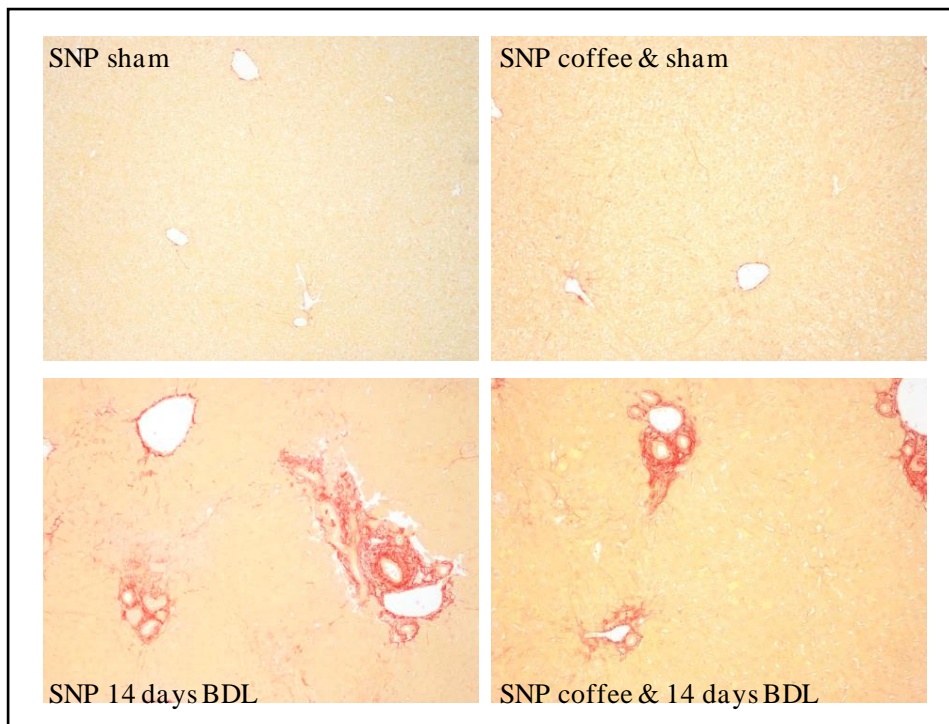 SNP sham
SNP coffee & sham
SNP 14 days BDL
SNP coffee & 14 days BDL